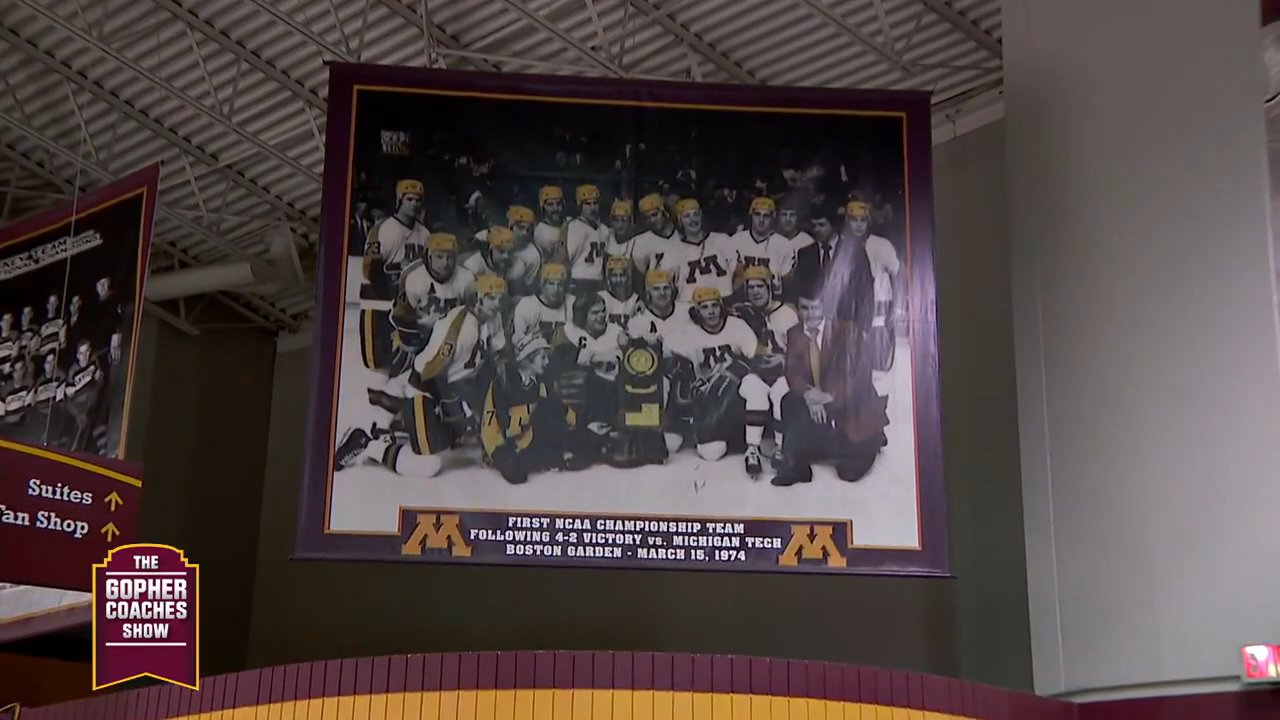 TEAM
Suites ↑
Fan Shop ↑
FIRST NCAA CHAMPIONSHIP TEAM
FOLLOWING 4-2 VICTORY vs. MICHIGAN TECH
BOSTON GARDEN - MARCH 15, 1974
M
M
THE
GOPHER
COACHES
SHOW